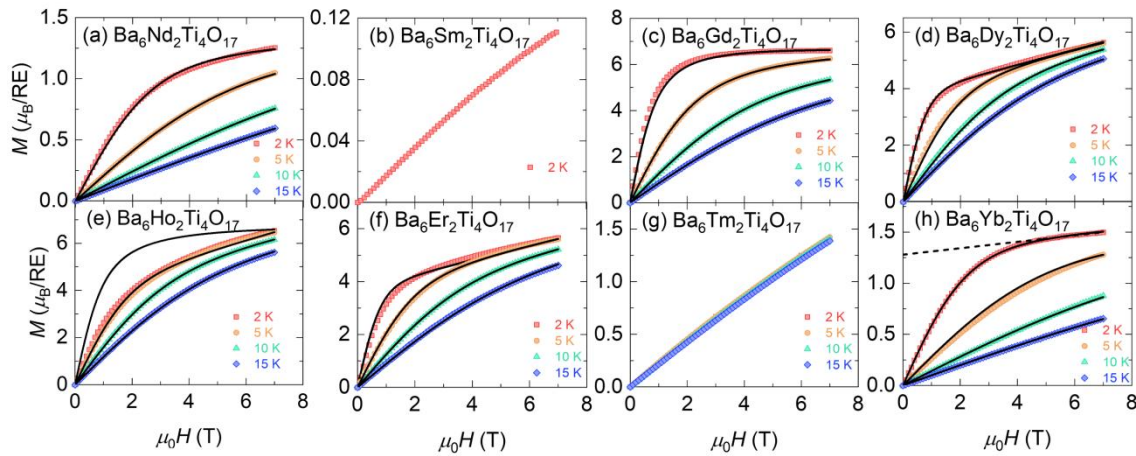 (a) Ba₆Nd₂Ti₄O₁₇
1.5
1.0
0.5
0.0
M (μB/RE)
2 K
5 K
10 K
15 K
(b) Ba₆Sm₂Ti₄O₁₇
0.12
0.08
0.04
0.00
2 K
(c) Ba₆Gd₂Ti₄O₁₇
8
6
4
2
0
2 K
5 K
10 K
15 K
(d) Ba₆Dy₂Ti₄O₁₇
6
4
2
0
2 K
5 K
10 K
15 K
(e) Ba₆Ho₂Ti₄O₁₇
6
4
2
0
M (μB/RE)
2 K
5 K
10 K
15 K
0 2 4 6 8
μ₀H (T)
(f) Ba₆Er₂Ti₄O₁₇
6
4
2
0
2 K
5 K
10 K
15 K
0 2 4 6 8
μ₀H (T)
(g) Ba₆Tm₂Ti₄O₁₇
1.5
1.0
0.5
0.0
2 K
5 K
10 K
15 K
0 2 4 6 8
μ₀H (T)
(h) Ba₆Yb₂Ti₄O₁₇
1.5
1.0
0.5
0.0
2 K
5 K
10 K
15 K
0 2 4 6 8
μ₀H (T)